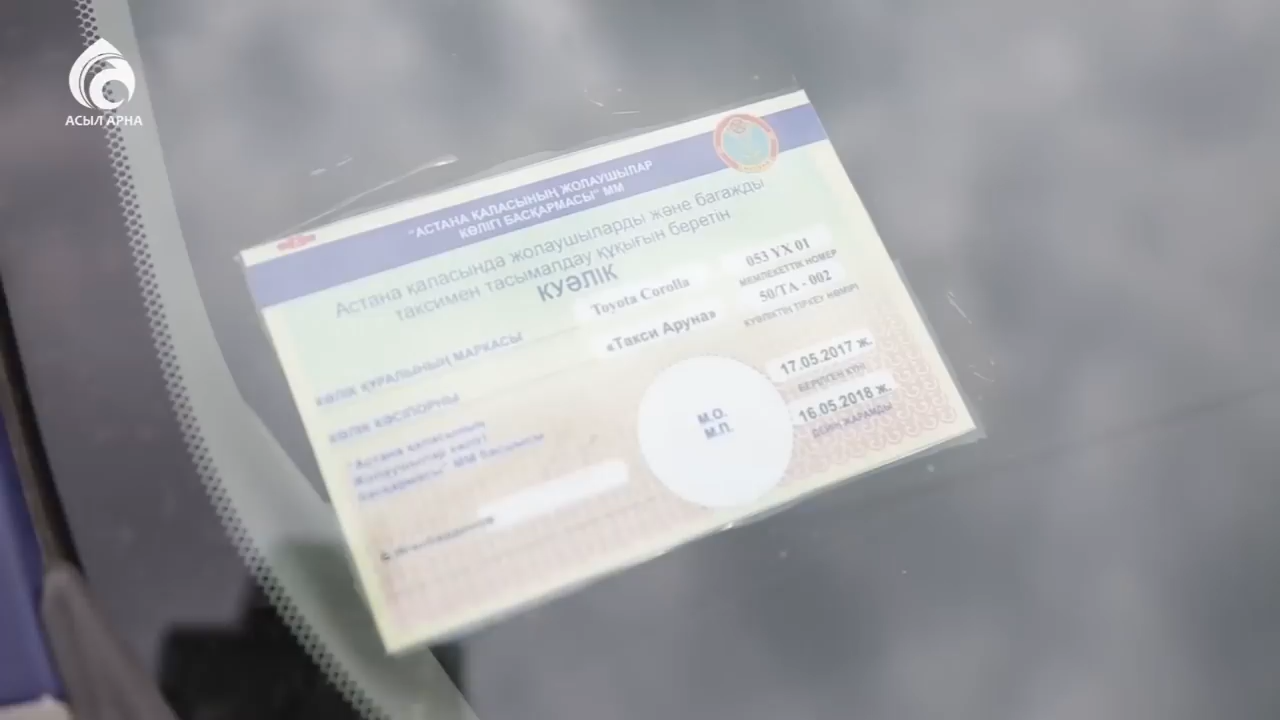 АСЫЛ АРНА
"АСТАНА ҚАЛАСЫНЫҢ ЖОЛАУШЫЛАР
КӨЛІГІ БАСҚАРМАСЫ" ММ
Астана қаласында жолаушыларды және багажды
таксимен тасымалдау құқығын беретін
КУӘЛІК
КӨЛІК ҚҰРАЛЫНЫҢ МАРКАСЫ
Toyota Corolla
053 YX 01
МЕМЛЕКЕТТІК НОМЕР
КӨЛІК КӘСІПОРНЫ
«Такси Аруна»
50/ТА - 002
КУӘЛІКТІҢ ТІРКЕУ НӨМІРІ
"Астана қаласының
Жолаушылар көлігі
басқармасы" ММ басшысы
М.О.
М.П.
17.05.2017 ж.
БЕРІЛГЕН КҮНІ
16.05.2018 ж.
ДЕЙІН ЖАРАМДЫ